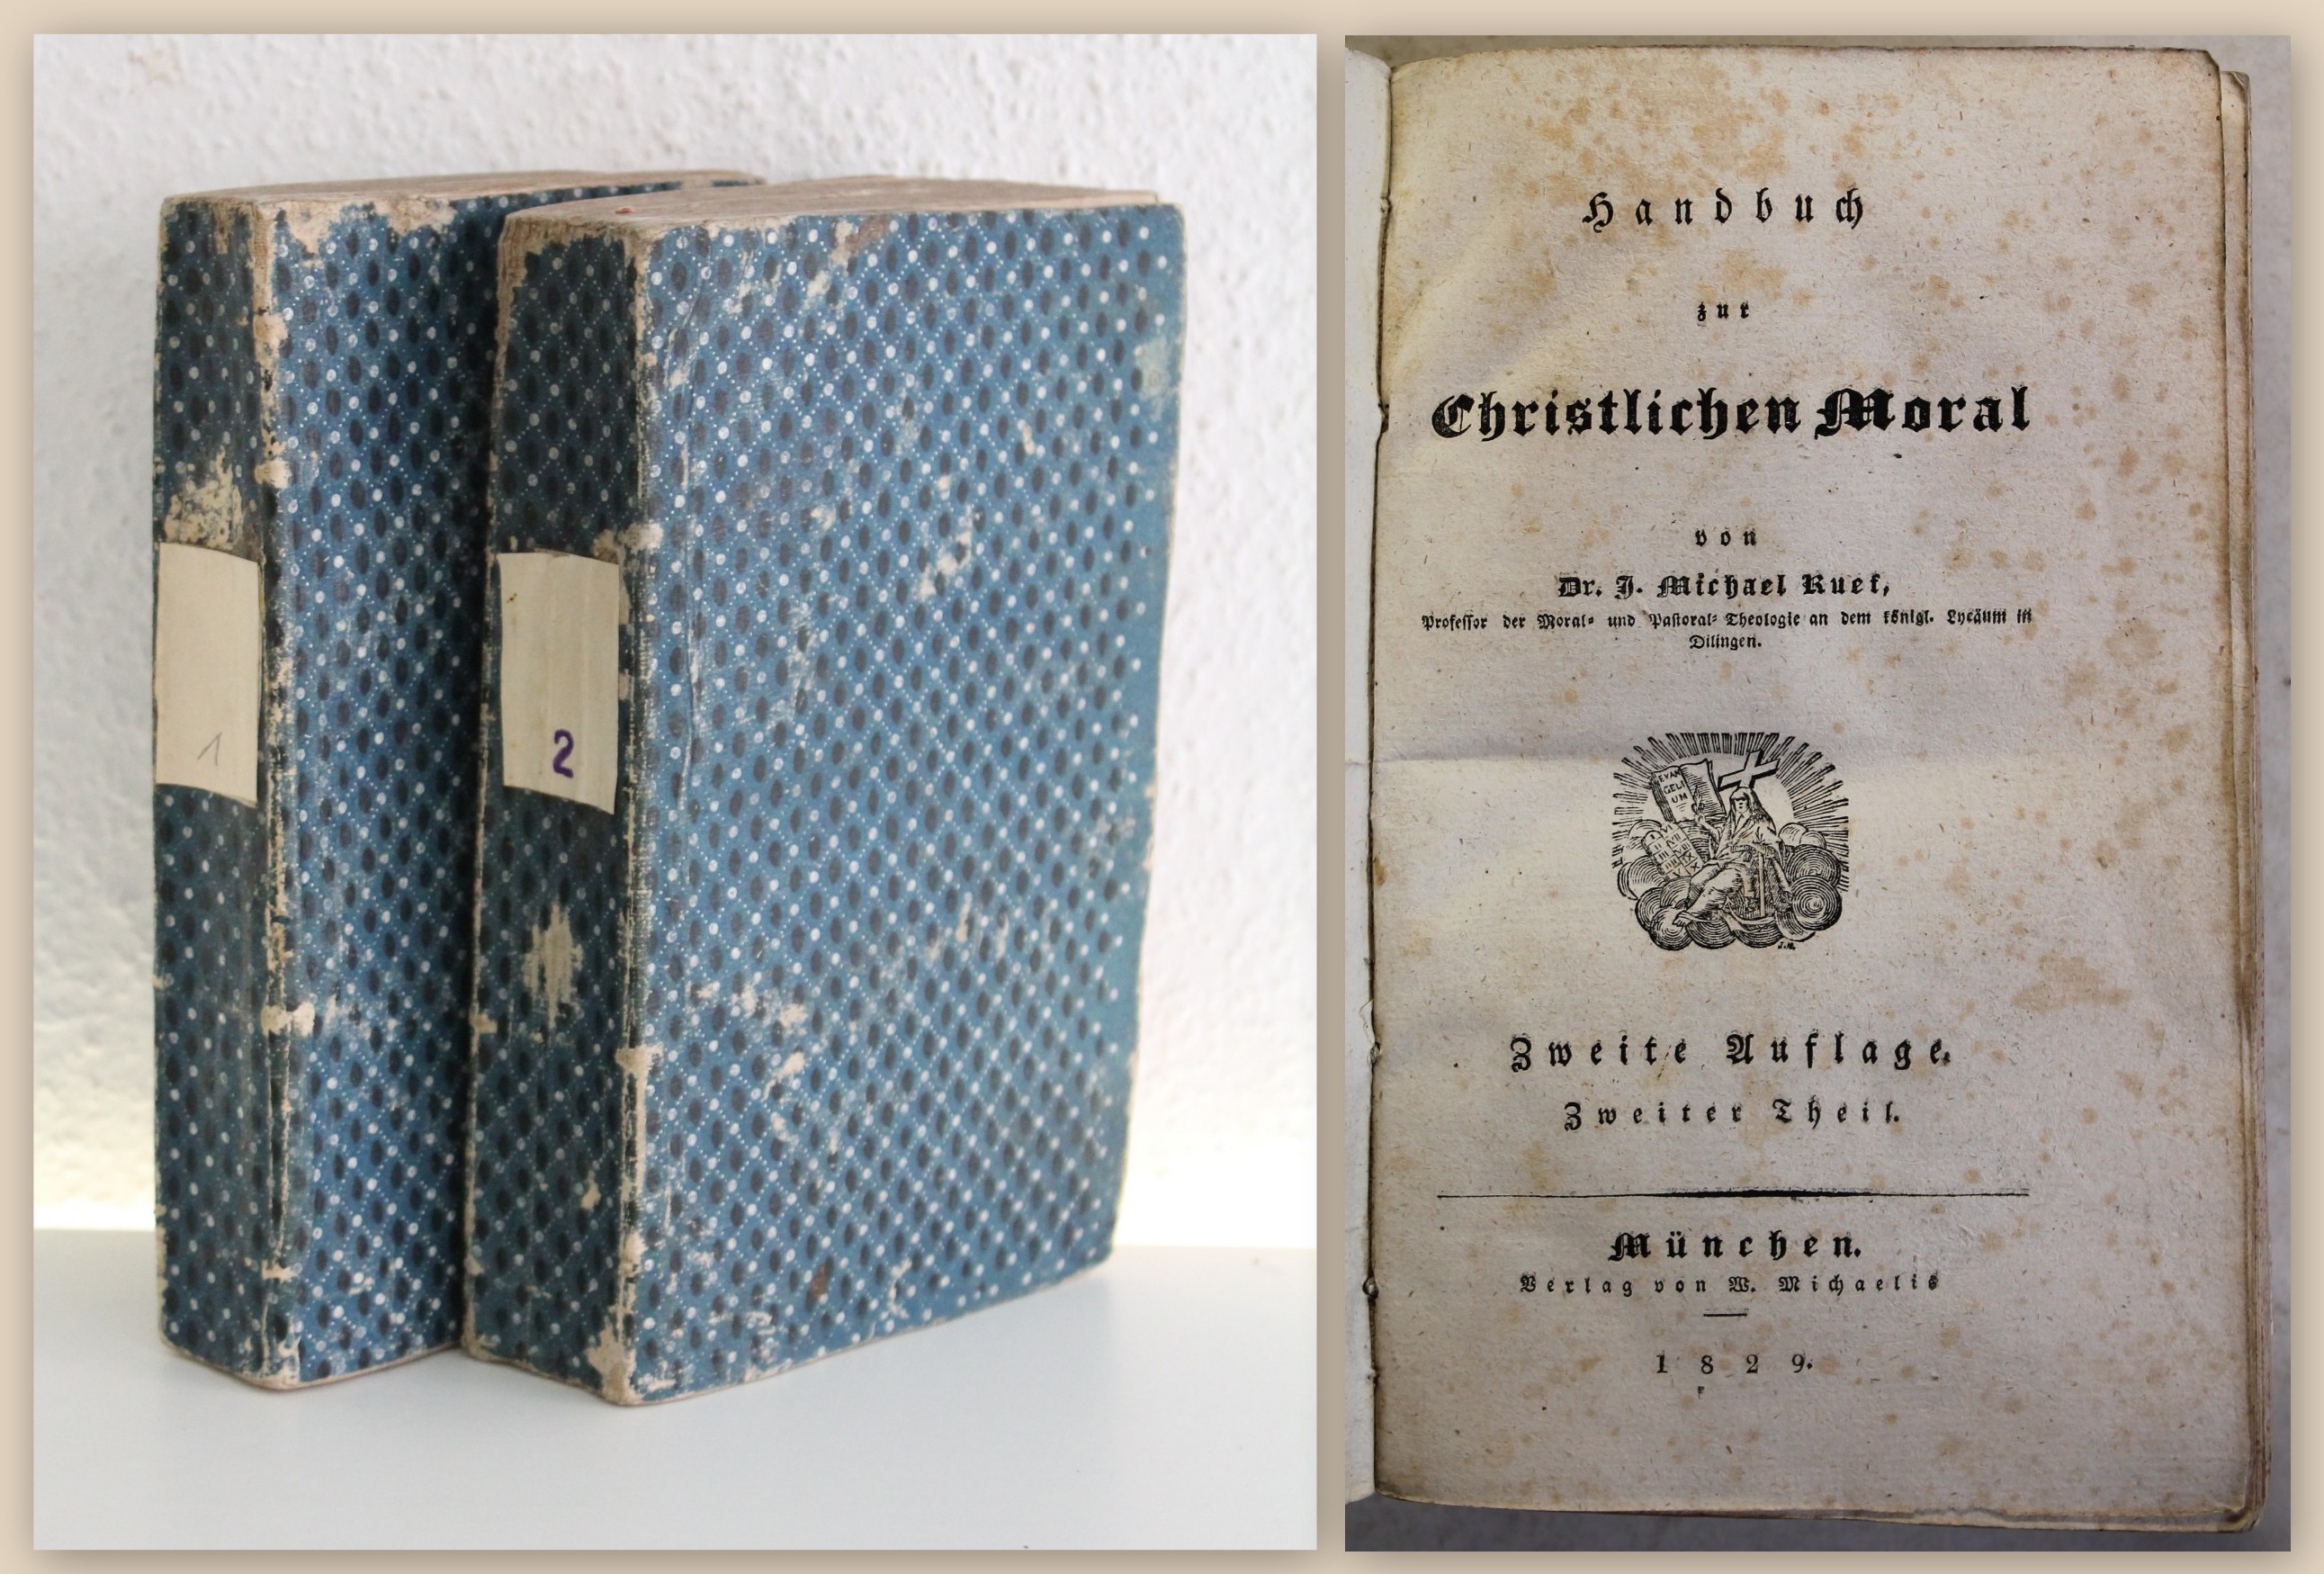 1
2
Handbuch
zur
Christlichen Moral
von
Dr. J. Michael Ruef,
Professor der Moral- und Pastoral-Theologie an dem königl. Lycäum in
Dilingen.
EVAN
GELI
UM
Zweite Auflage.
Zweiter Theil.
München.
Verlag von W. Michaelis
1829.